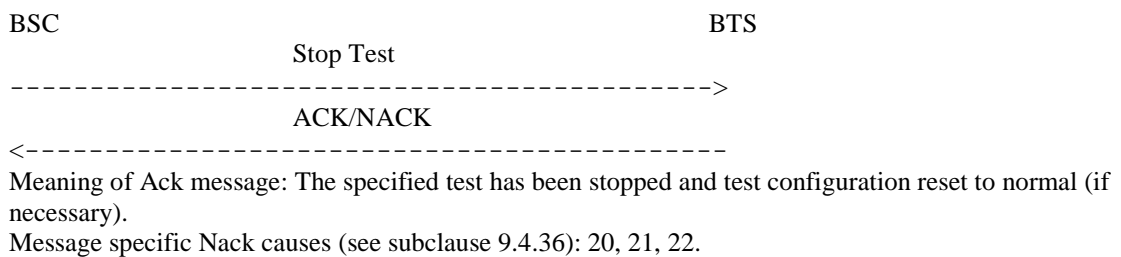 BSC BTS
Stop Test
-------------------------------------------->
ACK/NACK
<--------------------------------------------
Meaning of Ack message: The specified test has been stopped and test configuration reset to normal (if
necessary).
Message specific Nack causes (see subclause 9.4.36): 20, 21, 22.